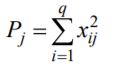 $P_j = \sum_{i=1}^{q} x_{ij}^2$